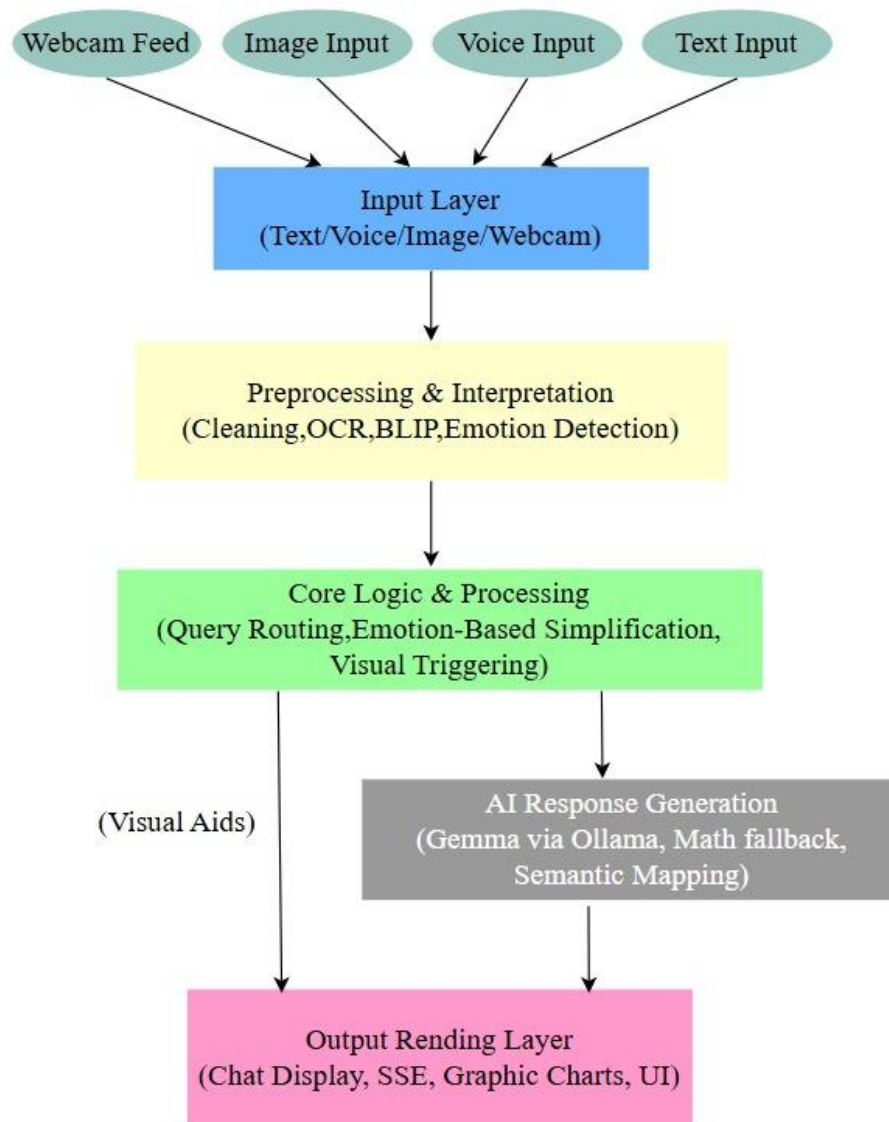 Webcam Feed
Image Input
Voice Input
Text Input
Input Layer
(Text/Voice/Image/Webcam)
Preprocessing & Interpretation
(Cleaning,OCR,BLIP,Emotion Detection)
Core Logic & Processing
(Query Routing,Emotion-Based Simplification,
Visual Triggering)
(Visual Aids)
AI Response Generation
(Gemma via Ollama, Math fallback,
Semantic Mapping)
Output Rending Layer
(Chat Display, SSE, Graphic Charts, UI)